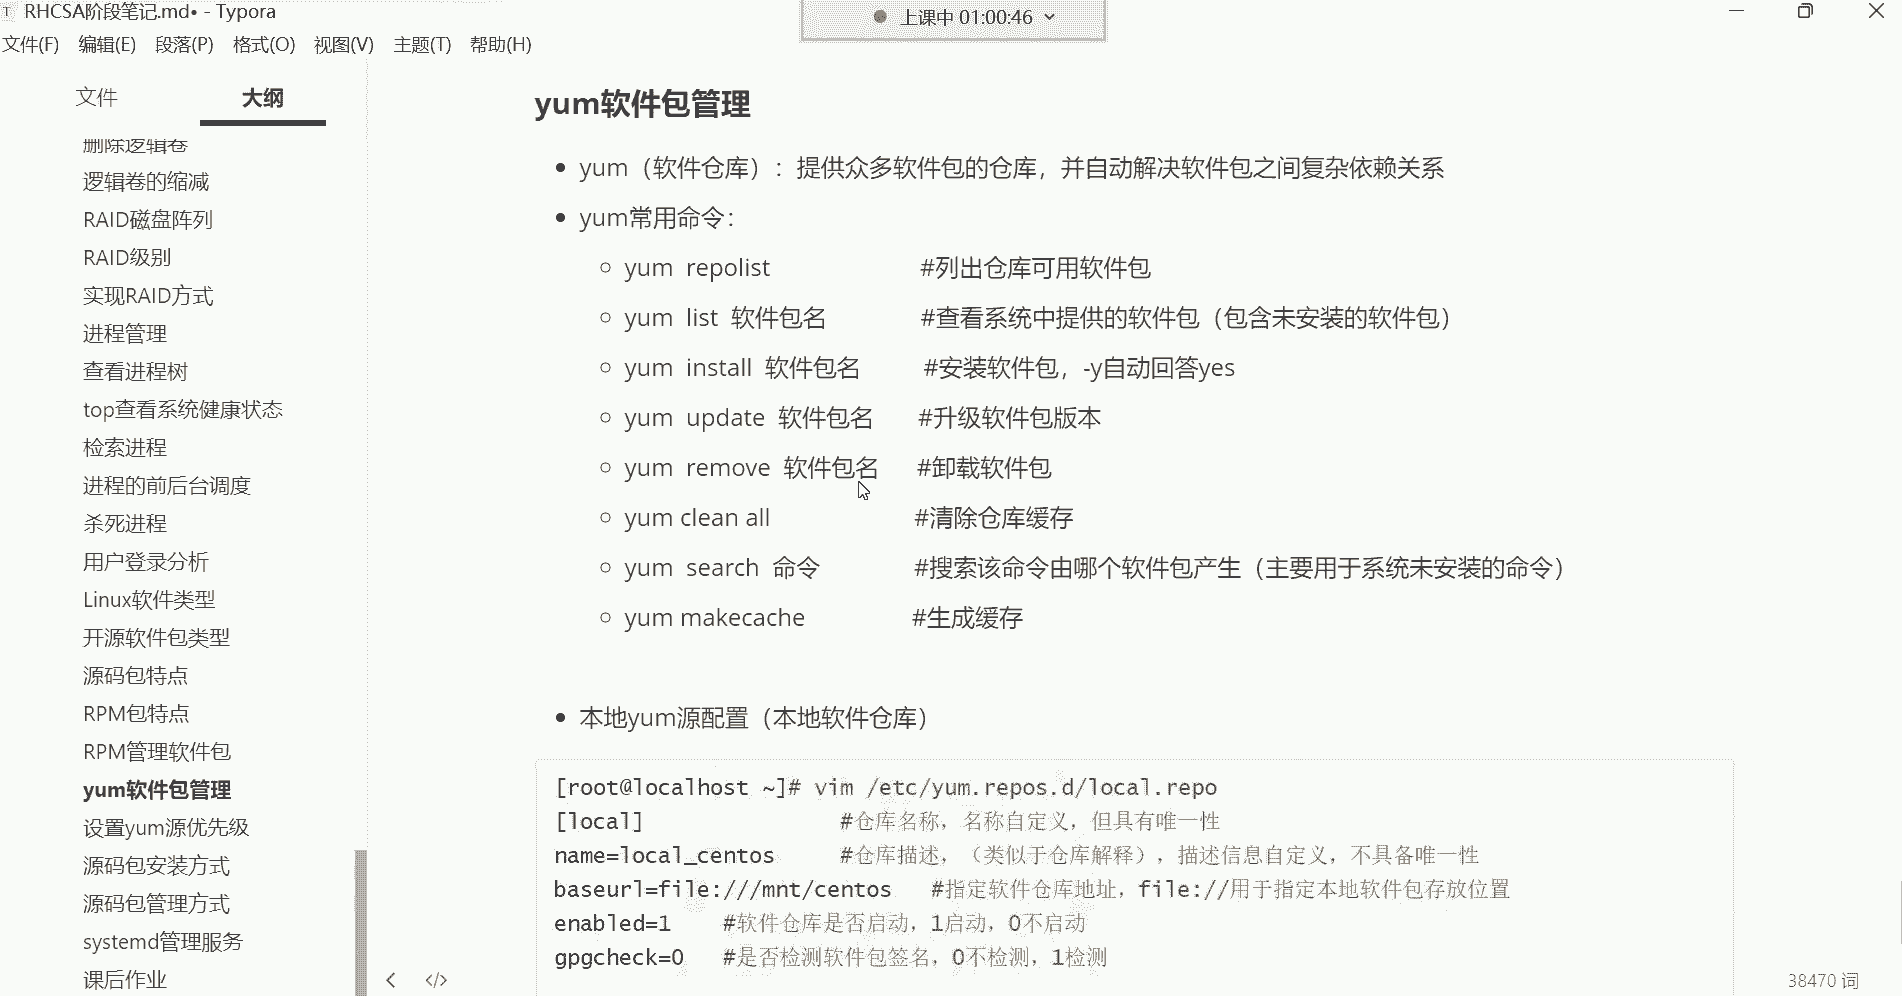 RHCSA阶段笔记.md• - Typora
上课中 01:00:46
文件(F) 编辑(E) 段落(P) 格式(O) 视图(V) 主题(T) 帮助(H)
文件 大纲
删除逻辑卷
逻辑卷的缩减
RAID磁盘阵列
RAID级别
实现RAID方式
进程管理
查看进程树
top查看系统健康状态
检索进程
进程的前后台调度
杀死进程
用户登录分析
Linux软件类型
开源软件包类型
源码包特点
RPM包特点
RPM管理软件包
yum软件包管理
设置yum源优先级
源码包安装方式
源码包管理方式
systemd管理服务
课后作业
yum软件包管理
yum（软件仓库）：提供众多软件包的仓库，并自动解决软件包之间复杂依赖关系
yum常用命令：
yum repolist #列出仓库可用软件包
yum list 软件包名 #查看系统中提供的软件包（包含未安装的软件包）
yum install 软件包名 #安装软件包，-y自动回答yes
yum update 软件包名 #升级软件包版本
yum remove 软件包名 #卸载软件包
yum clean all #清除仓库缓存
yum search 命令 #搜索该命令由哪个软件包产生（主要用于系统未安装的命令）
yum makecache #生成缓存
本地yum源配置（本地软件仓库）
[root@localhost ~]# vim /etc/yum.repos.d/local.repo
[local] #仓库名称，名称自定义，但具有唯一性
name=local_centos #仓库描述，（类似于仓库解释），描述信息自定义，不具备唯一性
baseurl=file:///mnt/centos #指定软件仓库地址，file://用于指定本地软件包存放位置
enabled=1 #软件仓库是否启动，1启动，0不启动
gpgcheck=0 #是否检测软件包签名，0不检测，1检测
38470 词